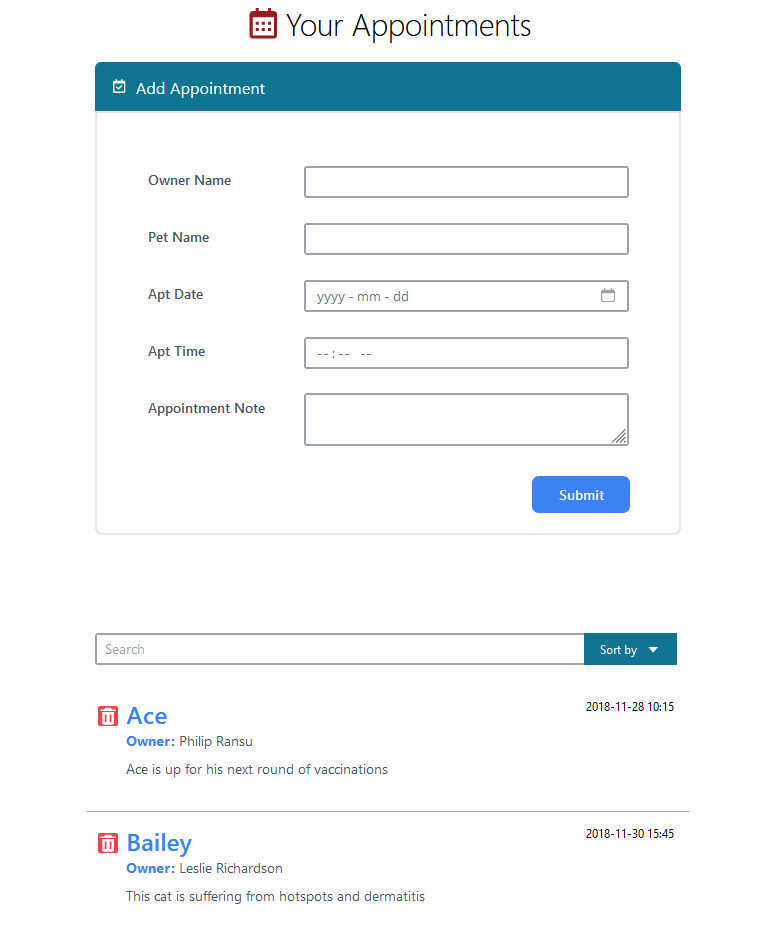 Your Appointments
Add Appointment
Owner Name
Pet Name
Apt Date
yyyy - mm - dd
Apt Time
--:-- --
Appointment Note
Submit
Search
Sort by
Ace
2018-11-28 10:15
Owner: Philip Ransu
Ace is up for his next round of vaccinations
Bailey
2018-11-30 15:45
Owner: Leslie Richardson
This cat is suffering from hotspots and dermatitis